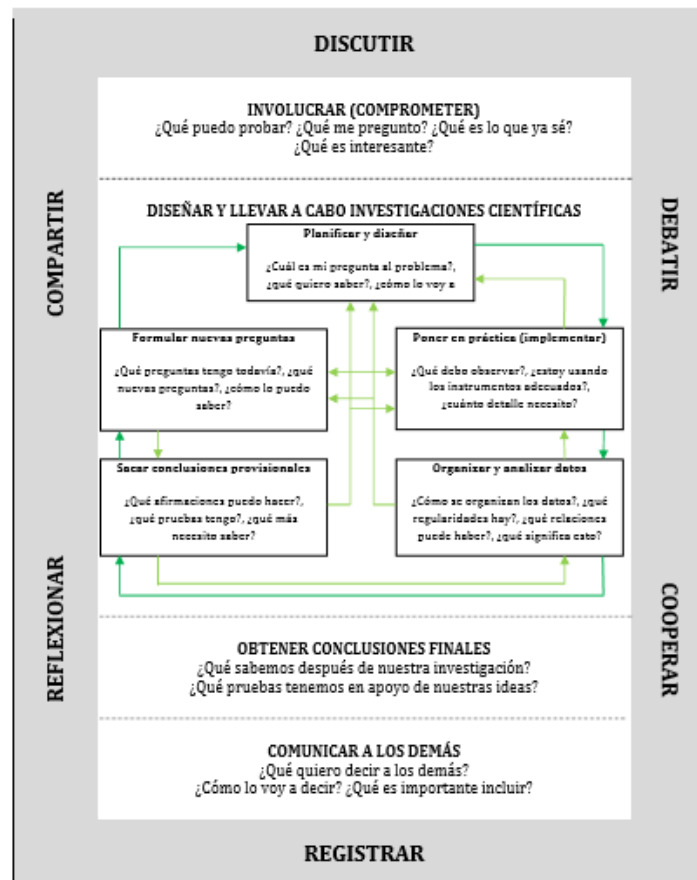 DISCUTIR
INVOLUCRAR (COMPROMETER)
¿Qué puedo probar? ¿Qué me pregunto? ¿Qué es lo que ya sé?
¿Qué es interesante?
COMPARTIR
DEBATIR
DISEÑAR Y LLEVAR A CABO INVESTIGACIONES CIENTÍFICAS
Planificar y diseñar
¿Cuál es mi pregunta al problema?,
¿qué quiero saber?, ¿cómo lo voy a
Formular nuevas preguntas
¿Qué preguntas tengo todavía?, ¿qué
nuevas preguntas?, ¿cómo lo puedo
saber?
Poner en práctica (implementar)
¿Qué debo observar?, ¿estoy usando
los instrumentos adecuados?,
¿cuánto detalle necesito?
Sacar conclusiones provisionales
¿Qué afirmaciones puedo hacer?,
¿qué pruebas tengo?, ¿qué más
necesito saber?
Organizar y analizar datos
¿Cómo se organizan los datos?, ¿qué
regularidades hay?, ¿qué relaciones
puede haber?, ¿qué significa esto?
REFLEXIONAR
COOPERAR
OBTENER CONCLUSIONES FINALES
¿Qué sabemos después de nuestra investigación?
¿Qué pruebas tenemos en apoyo de nuestras ideas?
COMUNICAR A LOS DEMÁS
¿Qué quiero decir a los demás?
¿Cómo lo voy a decir? ¿Qué es importante incluir?
REGISTRAR